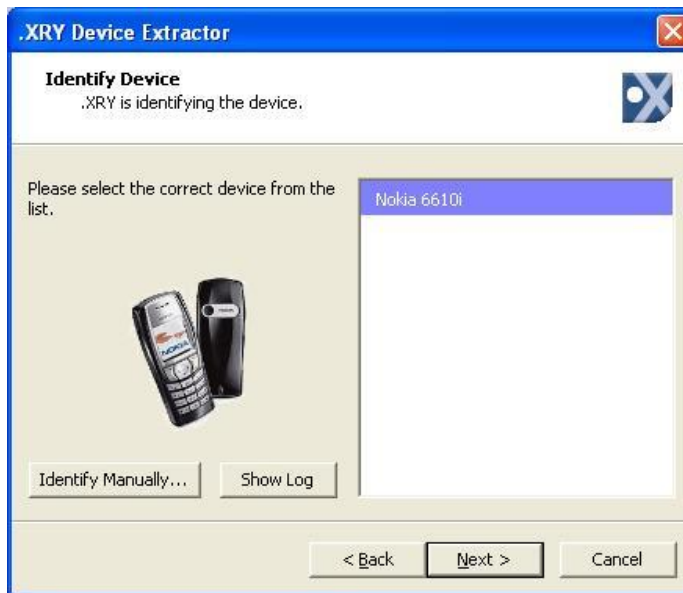 .XRY Device Extractor
Identify Device
.XRY is identifying the device.
Please select the correct device from the
list.
Nokia 6610i
NOKIA
Identify Manually...
Show Log
< Back
Next >
Cancel